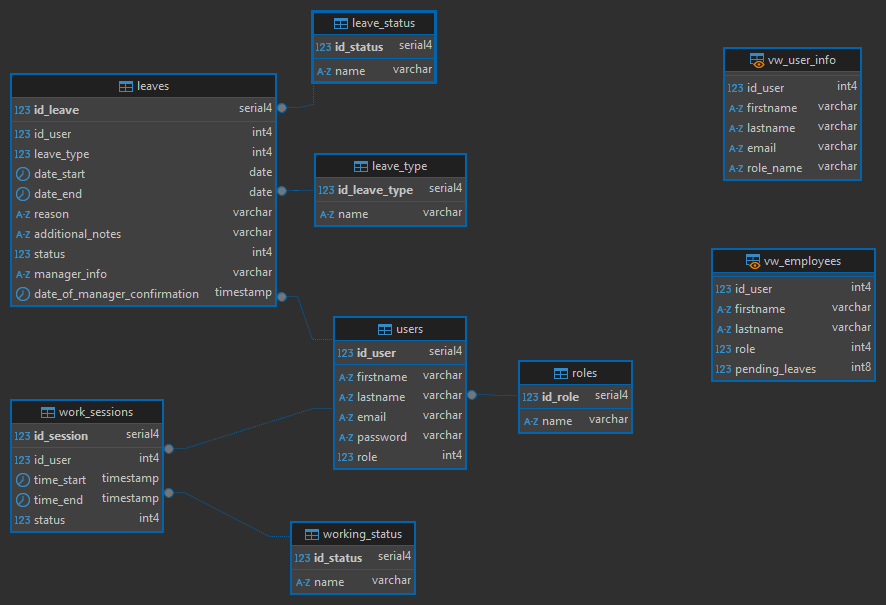 leave_status
123 id_status serial4
A-Z name varchar
leaves
123 id_leave serial4
123 id_user int4
123 leave_type int4
date_start date
date_end date
A-Z reason varchar
A-Z additional_notes varchar
123 status int4
A-Z manager_info varchar
date_of_manager_confirmation timestamp
leave_type
123 id_leave_type serial4
A-Z name varchar
vw_user_info
123 id_user int4
A-Z firstname varchar
A-Z lastname varchar
A-Z email varchar
A-Z role_name varchar
vw_employees
123 id_user int4
A-Z firstname varchar
A-Z lastname varchar
123 role int4
123 pending_leaves int8
users
123 id_user serial4
A-Z firstname varchar
A-Z lastname varchar
A-Z email varchar
A-Z password varchar
123 role int4
roles
123 id_role serial4
A-Z name varchar
work_sessions
123 id_session serial4
123 id_user int4
time_start timestamp
time_end timestamp
123 status int4
working_status
123 id_status serial4
A-Z name varchar